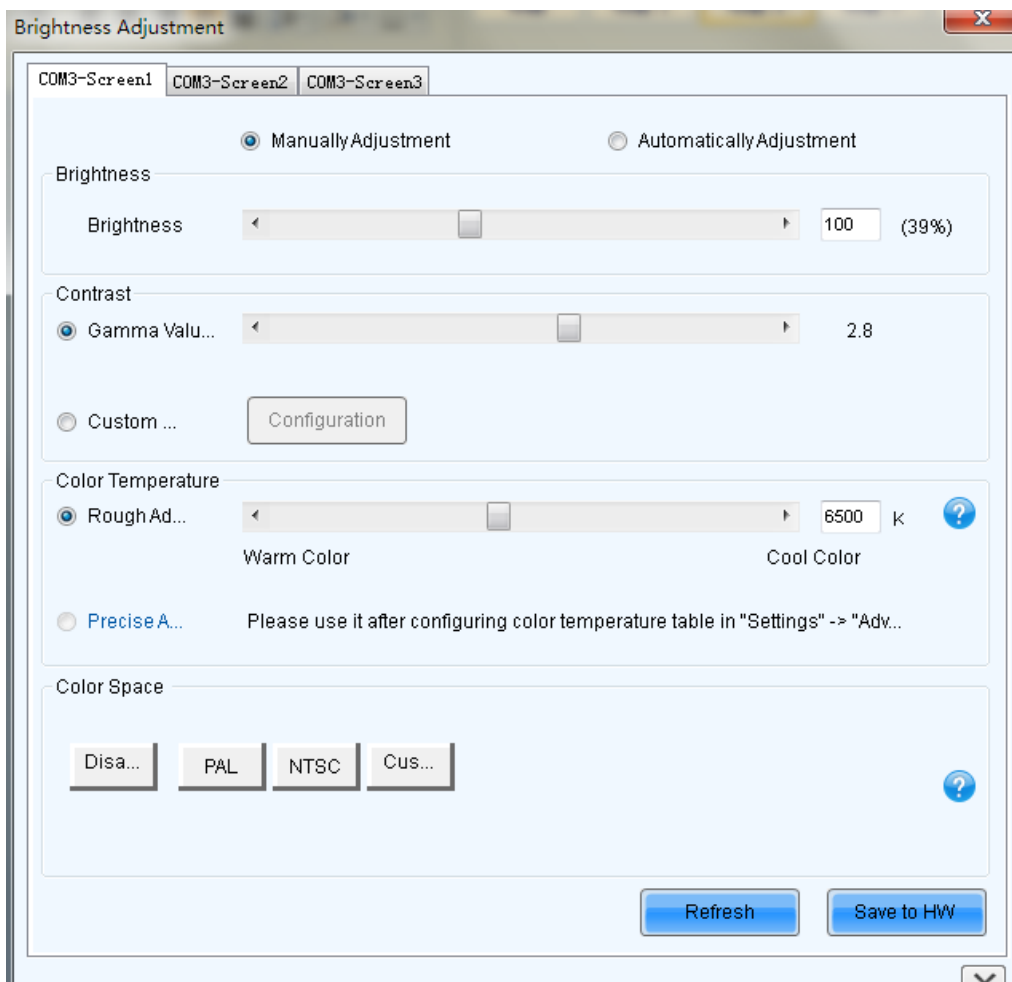 Brightness Adjustment
COM3-Screen1 COM3-Screen2 COM3-Screen3
Manually Adjustment Automatically Adjustment
Brightness
Brightness 100 (39%)
Contrast
Gamma Valu... 2.8
Custom ... Configuration
Color Temperature
Rough Ad... 6500 K ?
Warm Color Cool Color
Precise A... Please use it after configuring color temperature table in "Settings" -> "Adv...
Color Space
Disa... PAL NTSC Cus...
?
Refresh Save to HW